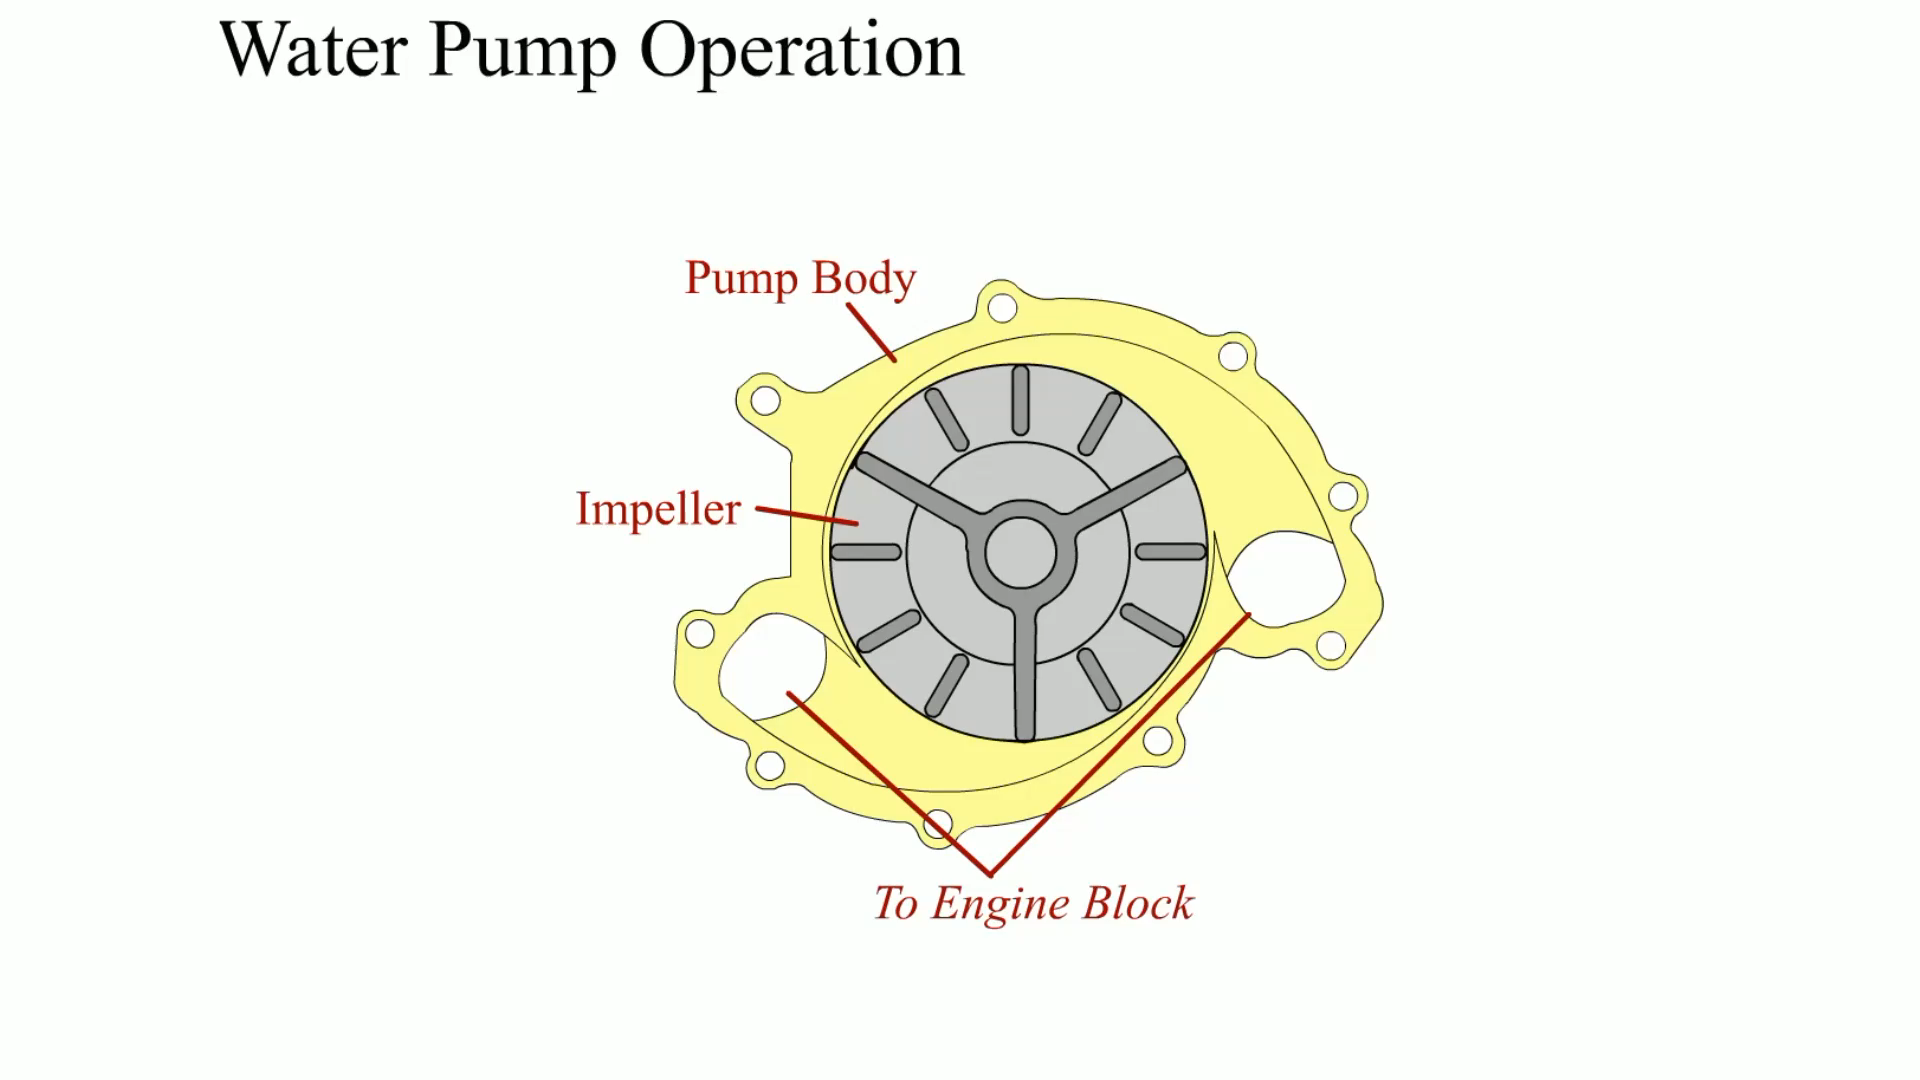 Water Pump Operation
Pump Body
Impeller
To Engine Block